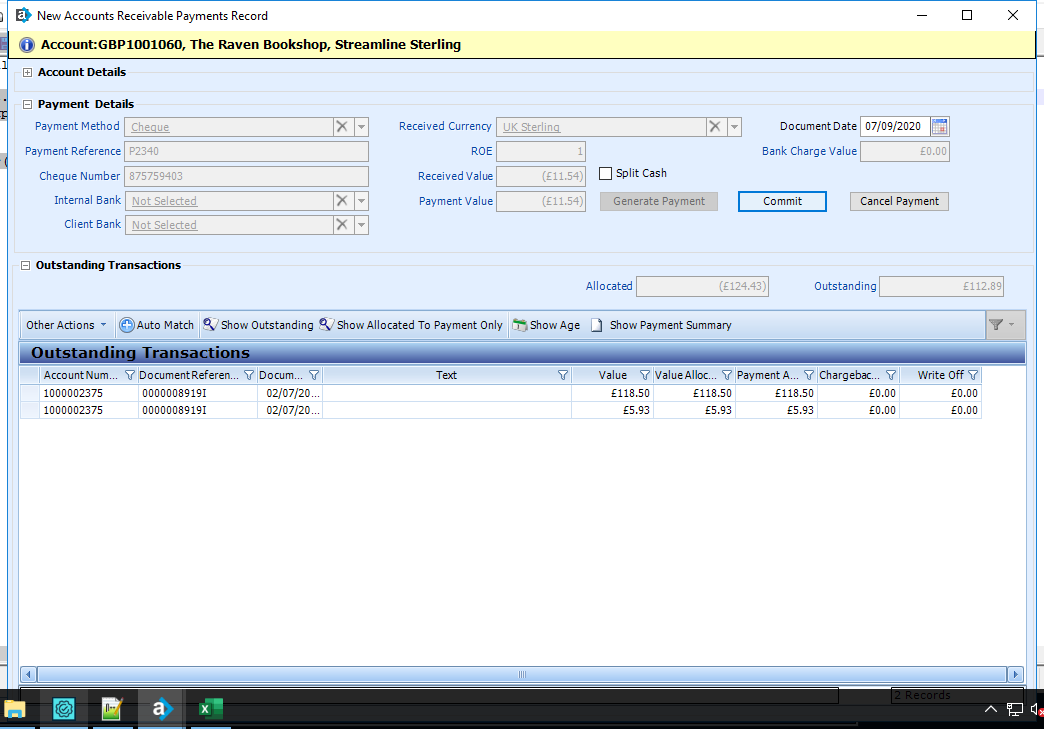 New Accounts Receivable Payments Record
Account:GBP1001060, The Raven Bookshop, Streamline Sterling
Account Details
Payment Details
Payment Method Cheque Received Currency UK Sterling Document Date 07/09/2020
Payment Reference P2340 ROE 1 Bank Charge Value £0.00
Cheque Number 875759403 Received Value (£11.54) Split Cash
Internal Bank Not Selected Payment Value (£11.54) Generate Payment Commit Cancel Payment
Client Bank Not Selected
Outstanding Transactions
Allocated (£124.43) Outstanding £112.89
Other Actions Auto Match Show Outstanding Show Allocated To Payment Only Show Age Show Payment Summary
Outstanding Transactions
Account Num... Document Referen... Docum... Text Value Value Alloc... Payment A... Chargebac... Write Off
1000002375 0000008919I 02/07/20... £118.50 £118.50 £118.50 £0.00 £0.00
1000002375 0000008919I 02/07/20... £5.93 £5.93 £5.93 £0.00 £0.00
2 Records